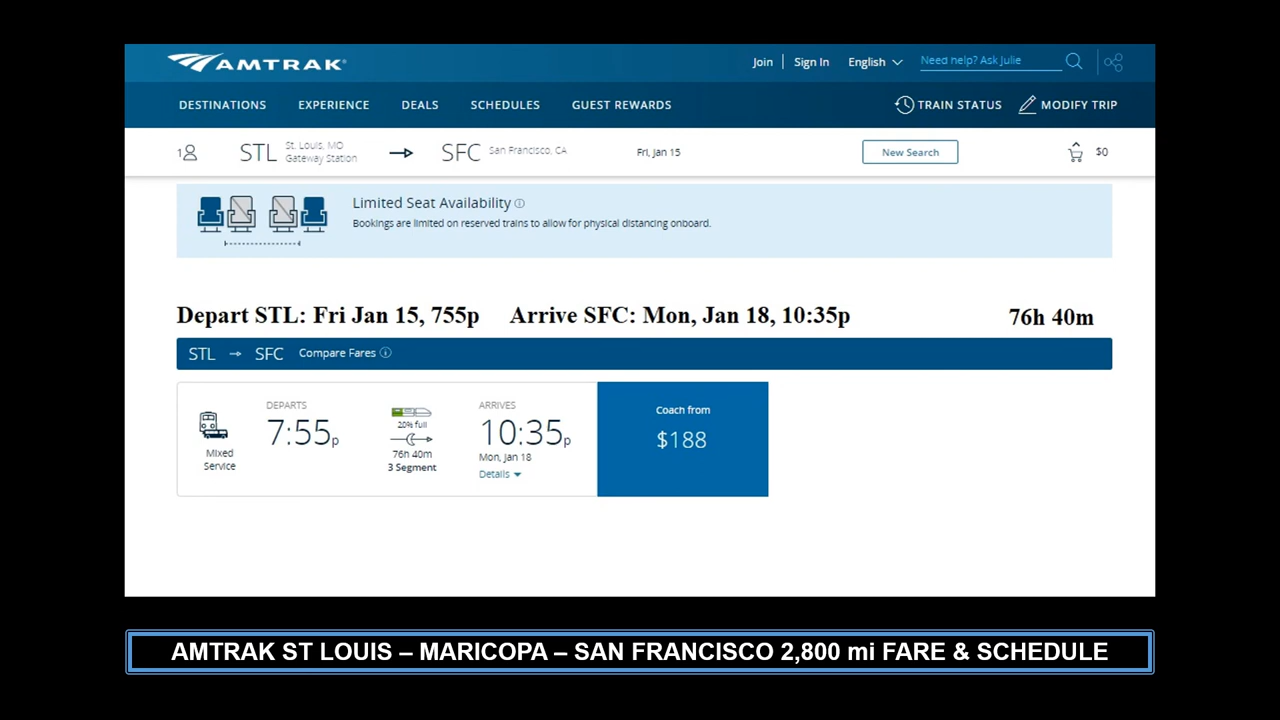 AMTRAK
Join | Sign In English Need help? Ask Julie
DESTINATIONS EXPERIENCE DEALS SCHEDULES GUEST REWARDS TRAIN STATUS MODIFY TRIP
1 STL St. Louis, MO SFC San Francisco, CA Fri, Jan 15 New Search $0
Gateway Station
Limited Seat Availability
Bookings are limited on reserved trains to allow for physical distancing onboard.
Depart STL: Fri Jan 15, 755p Arrive SFC: Mon, Jan 18, 10:35p 76h 40m
STL → SFC Compare Fares
Mixed
Service
DEPARTS
7:55p
20% full
76h 40m
3 Segment
ARRIVES
10:35p
Mon, Jan 18
Details
Coach from
$188
AMTRAK ST LOUIS – MARICOPA – SAN FRANCISCO 2,800 mi FARE & SCHEDULE